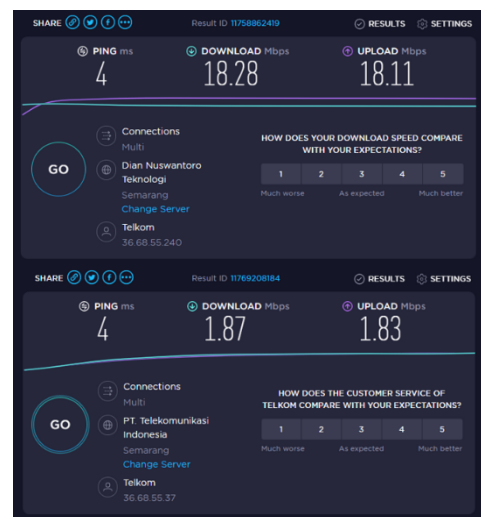 SHARE Result ID 11758862419 RESULTS SETTINGS
PING ms DOWNLOAD Mbps UPLOAD Mbps
4 18.28 18.11
GO
Connections
Multi
Dian Nuswantoro
Teknologi
Semarang
Change Server
Telkom
36.68.55.240
HOW DOES YOUR DOWNLOAD SPEED COMPARE
WITH YOUR EXPECTATIONS?
1 2 3 4 5
Much worse As expected Much better
SHARE Result ID 11769208184 RESULTS SETTINGS
PING ms DOWNLOAD Mbps UPLOAD Mbps
4 1.87 1.83
GO
Connections
Multi
PT. Telekomunikasi
Indonesia
Semarang
Change Server
Telkom
36.68.55.37
HOW DOES THE CUSTOMER SERVICE OF
TELKOM COMPARE WITH YOUR EXPECTATIONS?
1 2 3 4 5
Much worse As expected Much better